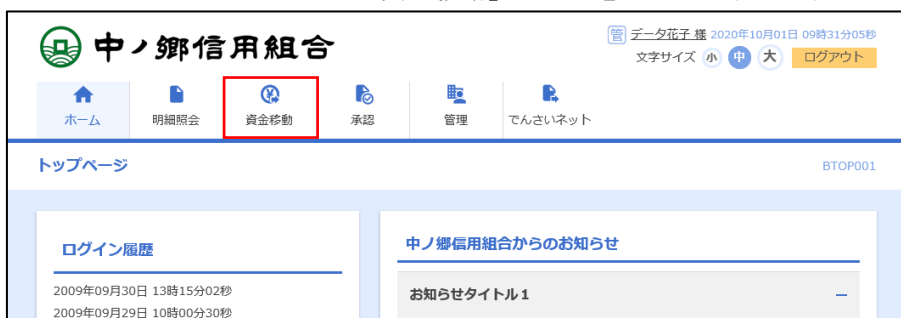 中ノ郷信用組合
管 データ花子 様 2020年10月01日 09時31分05秒
文字サイズ 小 中 大 ログアウト
ホーム 明細照会 資金移動 承認 管理 でんさいネット
トップページ BTOP001
ログイン履歴
2009年09月30日 13時15分02秒
2009年09月29日 10時00分30秒
中ノ郷信用組合からのお知らせ
お知らせタイトル1